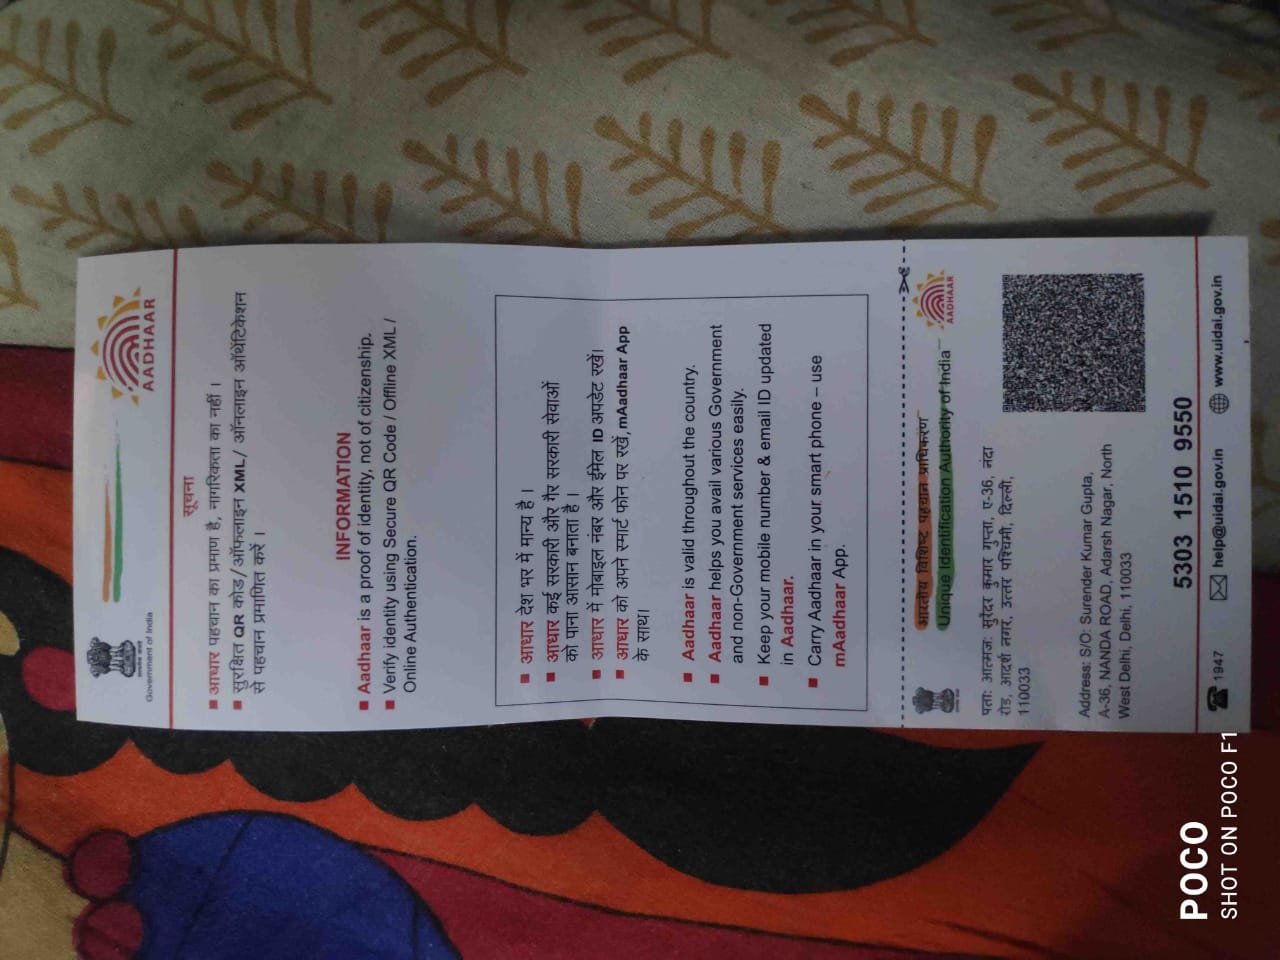 Government of India
AADHAAR
सूचना
आधार पहचान का प्रमाण है, नागरिकता का नहीं ।
सुरक्षित QR कोड/ऑफलाइन XML/ ऑनलाइन ऑथेंटिकेशन
से पहचान प्रमाणित करें ।
INFORMATION
Aadhaar is a proof of identity, not of citizenship.
Verify identity using Secure QR Code / Offline XML /
Online Authentication.
आधार देश भर में मान्य है ।
आधार कई सरकारी और गैर सरकारी सेवाओं
को पाना आसान बनाता है ।
आधार में मोबाइल नंबर और ईमेल ID अपडेट रखें।
आधार को अपने स्मार्ट फोन पर रखें, mAadhaar App
के साथ।
Aadhaar is valid throughout the country.
Aadhaar helps you avail various Government
and non-Government services easily.
Keep your mobile number & email ID updated
in Aadhaar.
Carry Aadhaar in your smart phone – use
mAadhaar App.
भारतीय विशिष्ट पहचान प्राधिकरण
Unique Identification Authority of India
AADHAAR
पता: आत्मज: सुरेंदर कुमार गुप्ता, ए-36, नंदा
रोड, आदर्श नगर, उत्तर पश्चिमी, दिल्ली,
110033
Address: S/O: Surender Kumar Gupta,
A-36, NANDA ROAD, Adarsh Nagar, North
West Delhi, Delhi, 110033
5303 1510 9550
1947
help@uidai.gov.in
www.uidai.gov.in
POCO
SHOT ON POCO F1